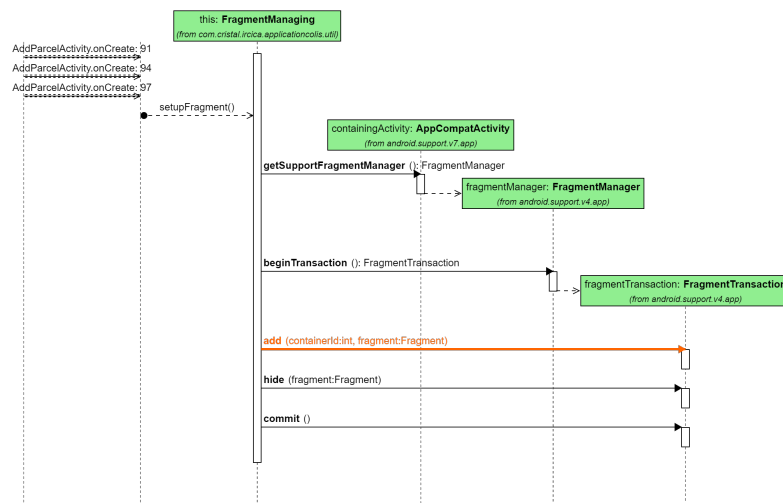 this: FragmentManaging
(from com.cristal.ircica.applicationcolis.util)
AddParcelActivity.onCreate: 91
AddParcelActivity.onCreate: 94
AddParcelActivity.onCreate: 97
setupFragment()
containingActivity: AppCompatActivity
(from android.support.v7.app)
getSupportFragmentManager (): FragmentManager
fragmentManager: FragmentManager
(from android.support.v4.app)
beginTransaction (): FragmentTransaction
fragmentTransaction: FragmentTransaction
(from android.support.v4.app)
add (containerId:int, fragment:Fragment)
hide (fragment:Fragment)
commit ()